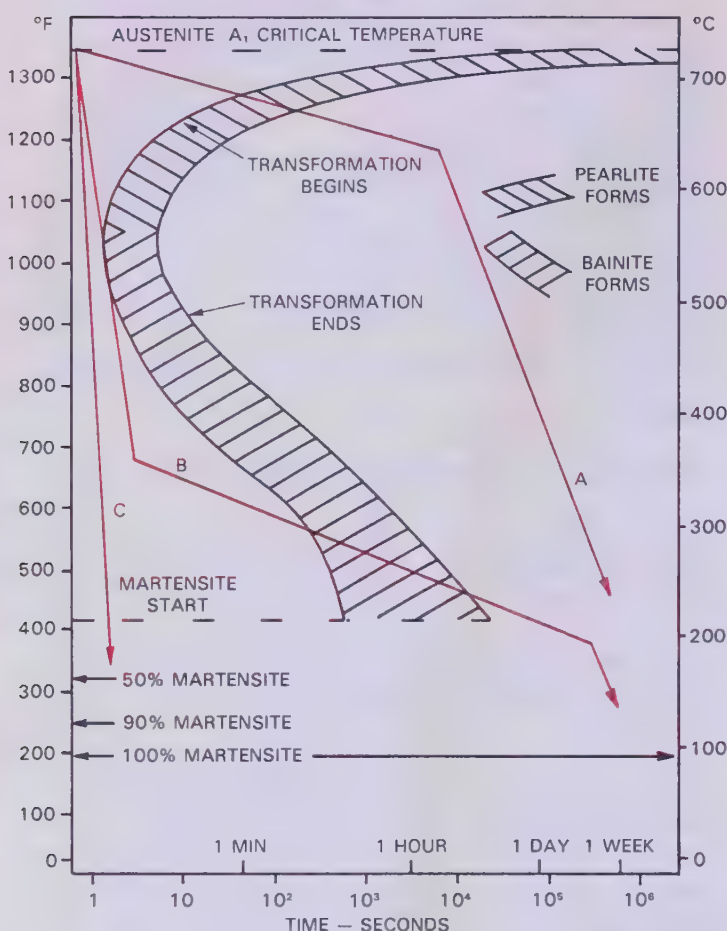 °F
°C
AUSTENITE A₁ CRITICAL TEMPERATURE
1300
700
1200
TRANSFORMATION
BEGINS
PEARLITE
FORMS
1100
600
BAINITE
FORMS
1000
TRANSFORMATION
ENDS
500
900
800
400
700
B
A
600
C
300
500
MARTENSITE
START
400
200
50% MARTENSITE
300
90% MARTENSITE
200
100% MARTENSITE
100
100
1 MIN
1 HOUR
1 DAY
1 WEEK
0
0
1
10
10²
10³
10⁴
10⁵
10⁶
TIME — SECONDS